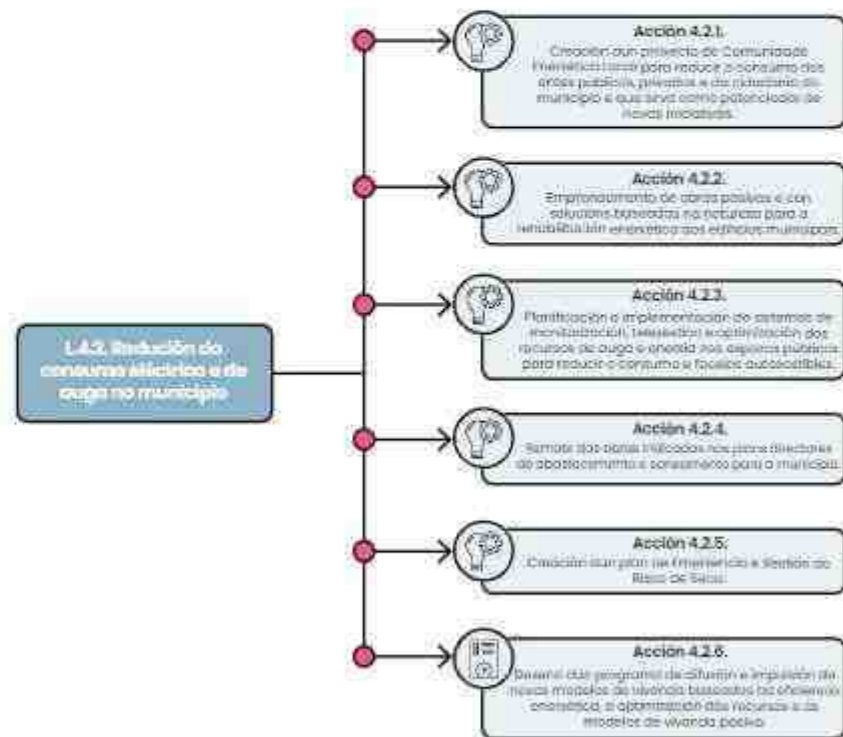 Acción 4.2.1.
Creación dun proxecto de Comunidade
Enerxética Local para reducir o consumo dos
entes públicos, privados e da cidadanía do
municipio e que sirva como potenciador de
novas iniciativas.
Acción 4.2.2.
Emprendemento de obras pasivas e con
solucións baseadas na natureza para a
rehabilitación enerxética dos edificios municipais.
Acción 4.2.3.
Planificación e implementación de sistemas de
monitorización, telexestión e optimización dos
recursos de auga e enerxía nos espazos públicos
para reducir o consumo e facelos autosostibles.
L.4.2. Redución do
consumo eléctrico e de
auga no municipio
Acción 4.2.4.
Remate das obras indicadas nos plans directores
de abastecemento e saneamento para o municipio.
Acción 4.2.5.
Creación dun plan de Emerxencia e Xestión do
Risco de Seca.
Acción 4.2.6.
dun programa de difusión e impulsión de
novos modelos de vivenda baseados na eficiencia
enerxética, a optimización dos recursos e os
modelos de vivenda pasiva.